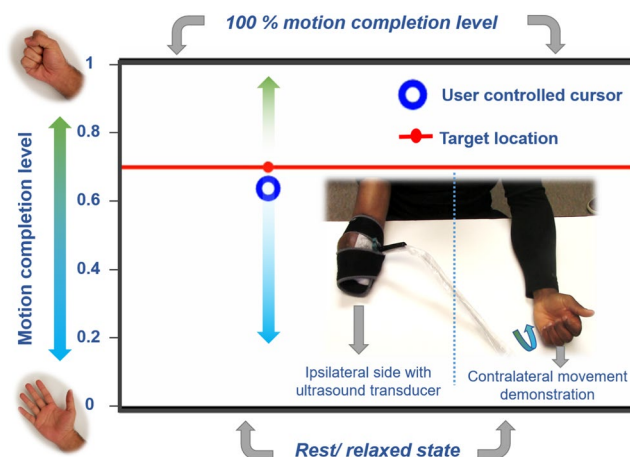 100 % motion completion level
1
User controlled cursor
0.8
Target location
0.6
Motion completion level
0.4
0.2
Ipsilateral side with
ultrasound transducer
Contralateral movement
demonstration
0
Rest/ relaxed state